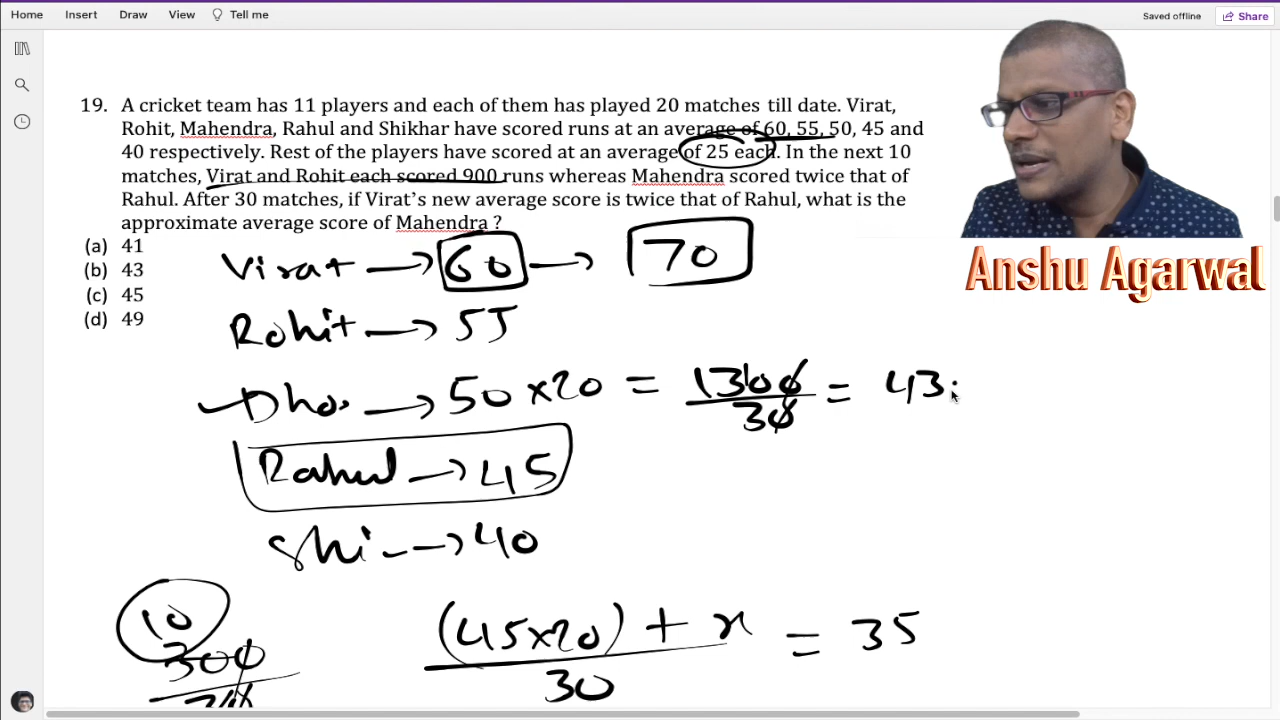 Home Insert Draw View Tell me Saved offline Share
19. A cricket team has 11 players and each of them has played 20 matches till date. Virat,
Rohit, Mahendra, Rahul and Shikhar have scored runs at an average of 60, 55, 50, 45 and
40 respectively. Rest of the players have scored at an average of 25 each. In the next 10
matches, Virat and Rohit each scored 900 runs whereas Mahendra scored twice that of
Rahul. After 30 matches, if Virat's new average score is twice that of Rahul, what is the
approximate average score of Mahendra ?
(a) 41
(b) 43
(c) 45
(d) 49
Anshu Agarwal
Virat → 60 → 70
Rohit → 55
Dho → 50 x 20 = 1300 / 30 = 43.
Rahul → 45
Shi → 40
10
300
(45x20) + x = 35
30